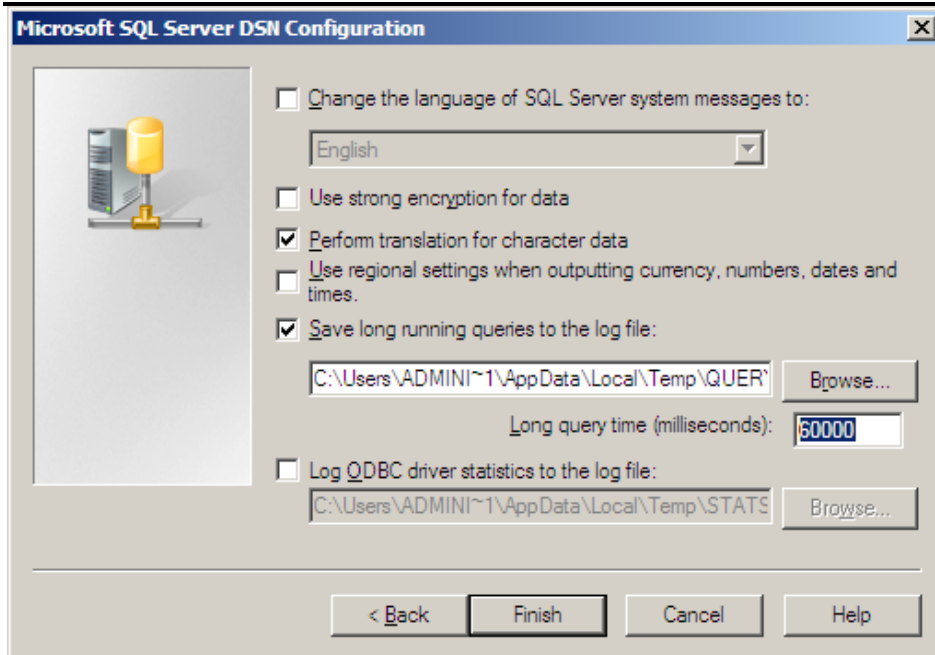 Microsoft SQL Server DSN Configuration
Change the language of SQL Server system messages to:
English
Use strong encryption for data
Perform translation for character data
Use regional settings when outputting currency, numbers, dates and
times.
Save long running queries to the log file:
C:\Users\ADMINI~1\AppData\Local\Temp\QUERY
Browse...
Long query time (milliseconds):
60000
Log ODBC driver statistics to the log file:
C:\Users\ADMINI~1\AppData\Local\Temp\STATS
Browse...
< Back
Finish
Cancel
Help